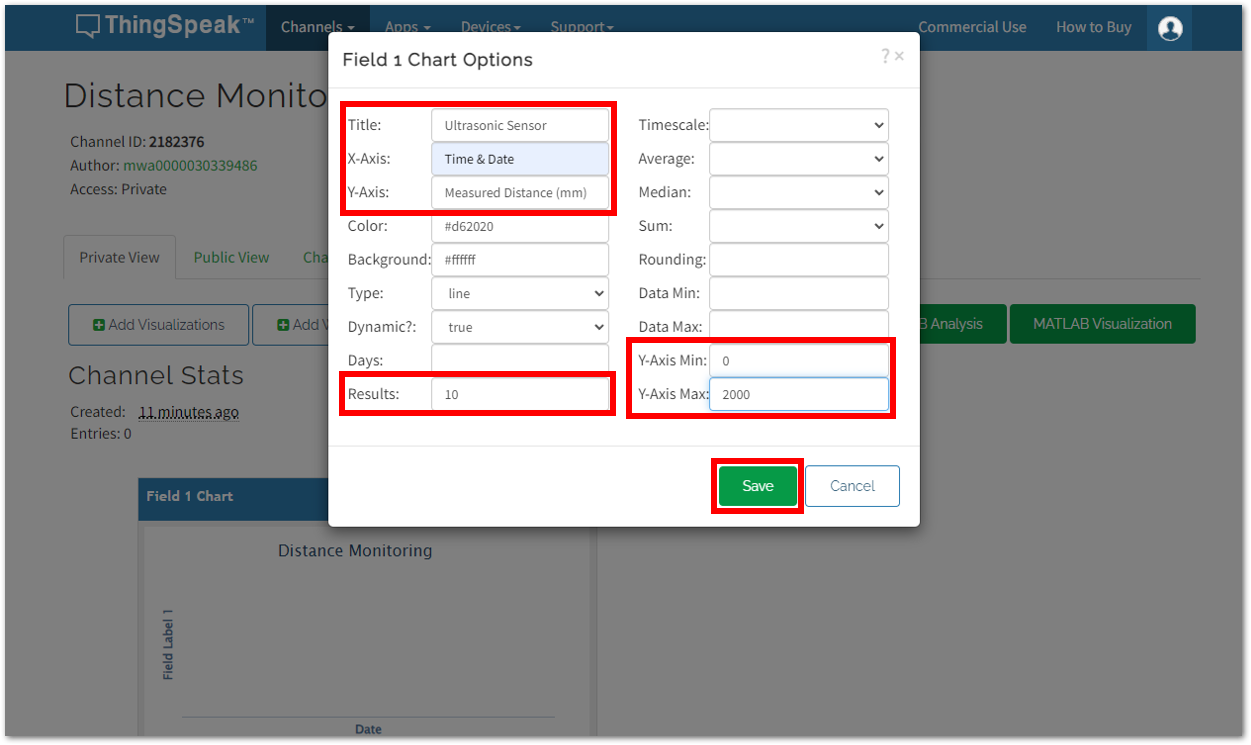 ThingSpeak™ Channels Apps Devices Support Commercial Use How to Buy
Distance Monito
Channel ID: 2182376
Author: mwa0000030339486
Access: Private
Private View Public View Cha
Add Visualizations Add
B Analysis MATLAB Visualization
Channel Stats
Created: 11 minutes ago
Entries: 0
Field 1 Chart
Distance Monitoring
Field Label 1
Date
Field 1 Chart Options ? ×
Title: Ultrasonic Sensor
X-Axis: Time & Date
Y-Axis: Measured Distance (mm)
Color: #d62020
Background: #ffffff
Type: line
Dynamic?: true
Days:
Results: 10
Timescale:
Average:
Median:
Sum:
Rounding:
Data Min:
Data Max:
Y-Axis Min: 0
Y-Axis Max: 2000
Save Cancel